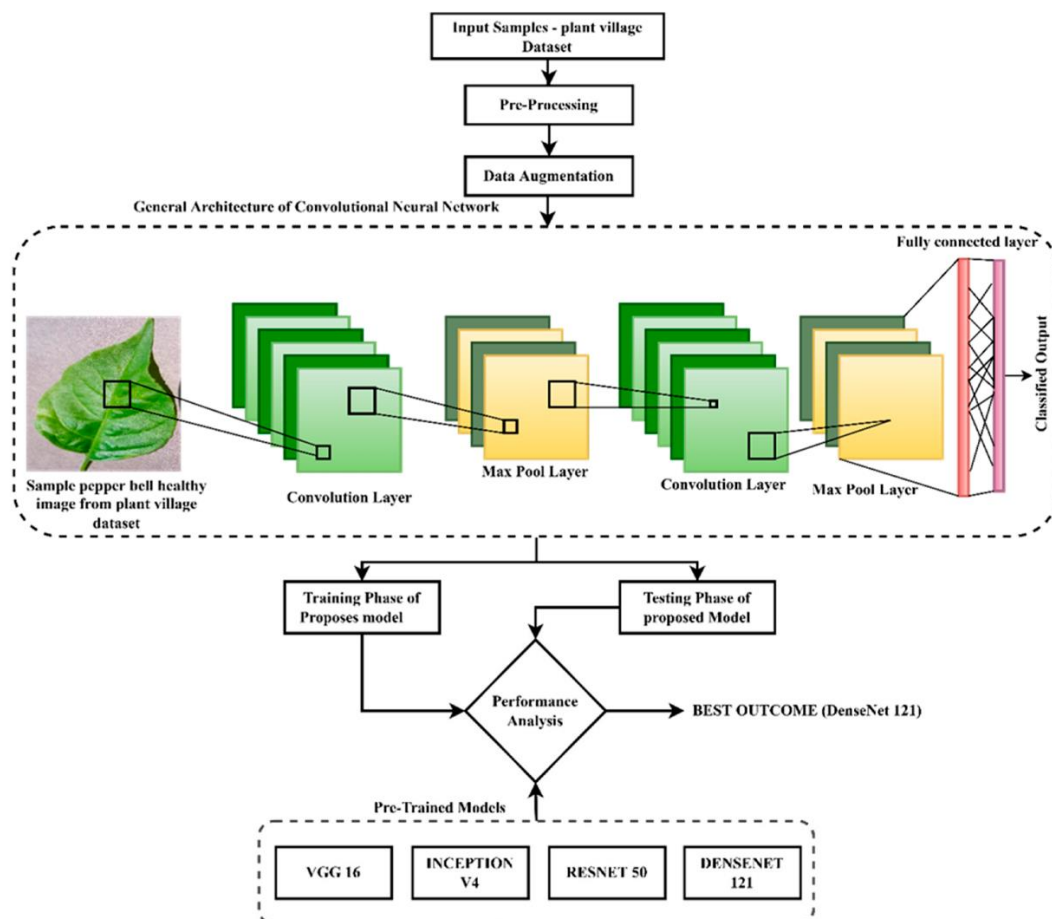 Input Samples - plant village
Dataset
Pre-Processing
Data Augmentation
General Architecture of Convolutional Neural Network
Fully connected layer
Classified Output
Sample pepper bell healthy
image from plant village
dataset
Convolution Layer
Max Pool Layer
Convolution Layer
Max Pool Layer
Training Phase of
Proposes model
Testing Phase of
proposed Model
Performance
Analysis
BEST OUTCOME (DenseNet 121)
Pre-Trained Models
VGG 16
INCEPTION
V4
RESNET 50
DENSENET
121